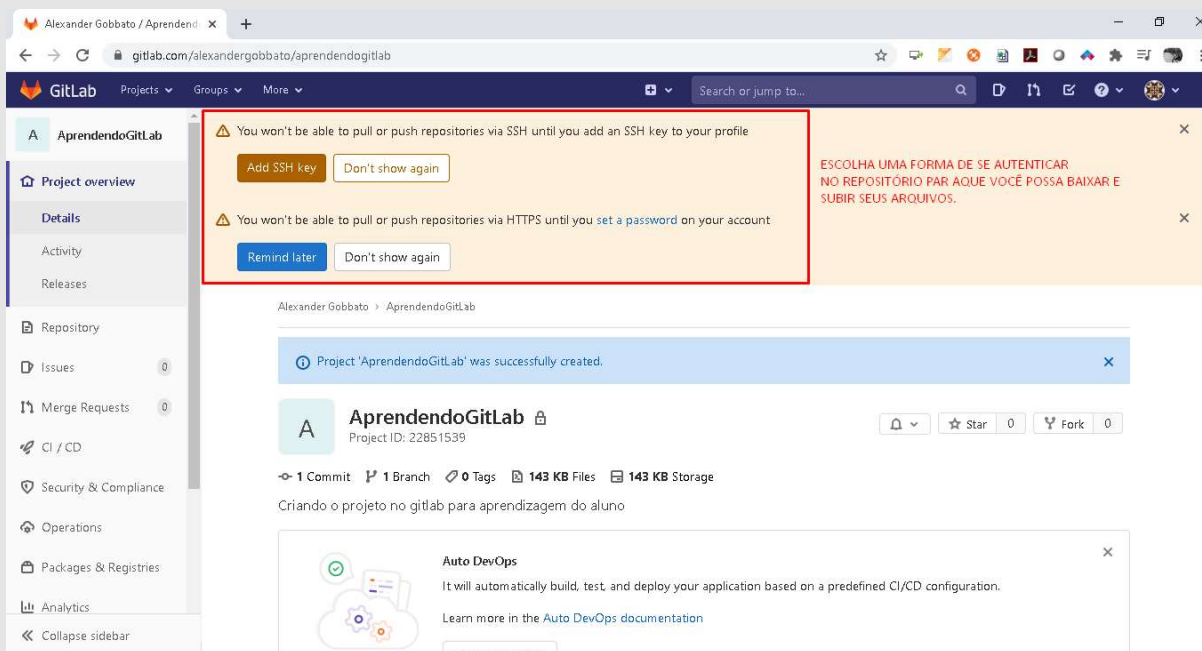 Alexander Gobbato / Aprendend
gitlab.com/alexandergobbato/aprendendogitlab
GitLab Projects Groups More Search or jump to...
A AprendendoGitLab
Project overview
Details
Activity
Releases
Repository
Issues 0
Merge Requests 0
CI / CD
Security & Compliance
Operations
Packages & Registries
Analytics
Collapse sidebar
You won't be able to pull or push repositories via SSH until you add an SSH key to your profile
Add SSH key Don't show again
You won't be able to pull or push repositories via HTTPS until you set a password on your account
Remind later Don't show again
ESCOLHA UMA FORMA DE SE AUTENTICAR
NO REPOSITÓRIO PAR AQUE VOCÊ POSSA BAIXAR E
SUBIR SEUS ARQUIVOS.
Alexander Gobbato > AprendendoGitLab
Project 'AprendendoGitLab' was successfully created.
A AprendendoGitLab
Project ID: 22851539
Star 0 Fork 0
1 Commit 1 Branch 0 Tags 143 KB Files 143 KB Storage
Criando o projeto no gitlab para aprendizagem do aluno
Auto DevOps
It will automatically build, test, and deploy your application based on a predefined CI/CD configuration.
Learn more in the Auto DevOps documentation